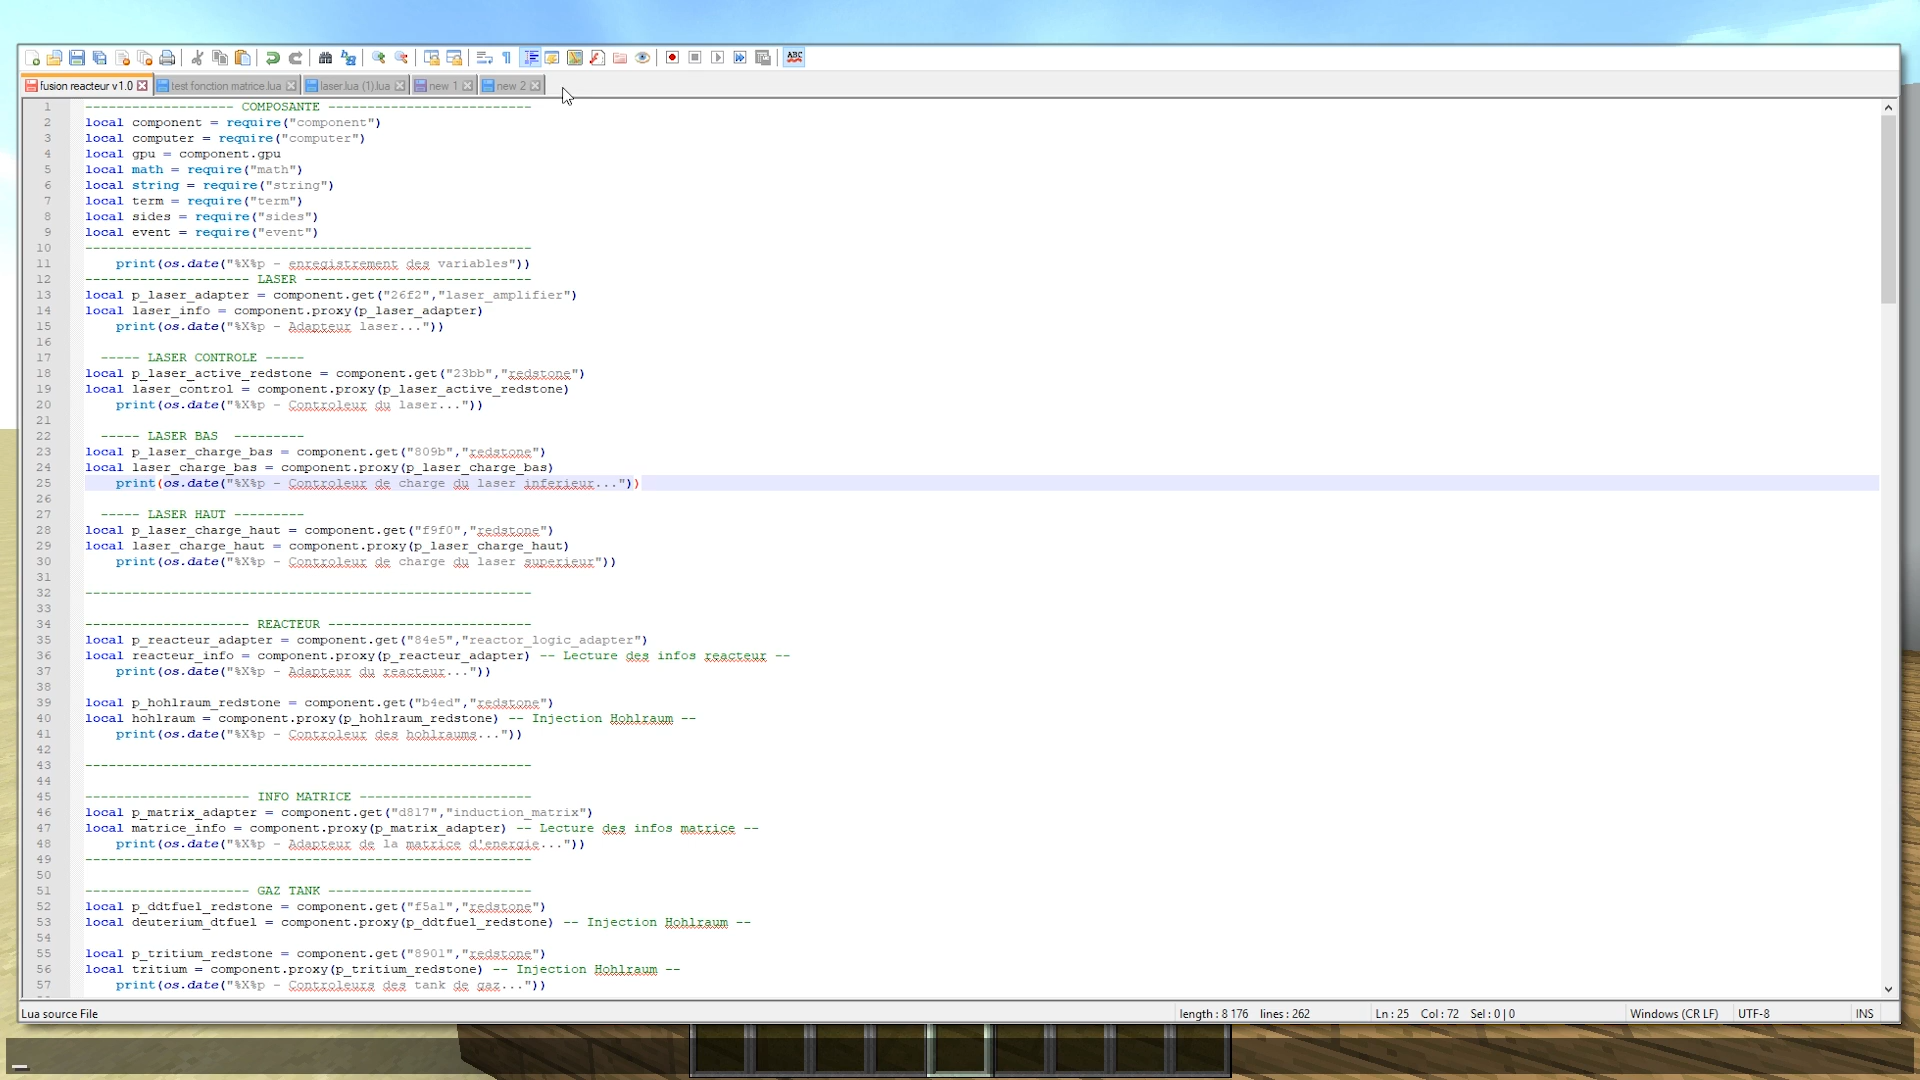 ABC
fusion reacteur v1.0 test fonction matrice.lua laser.lua (1).lua new 1 new 2
1 ------------------- COMPOSANTE --------------------------
2 local component = require("component")
3 local computer = require("computer")
4 local gpu = component.gpu
5 local math = require("math")
6 local string = require("string")
7 local term = require("term")
8 local sides = require("sides")
9 local event = require("event")
10 ---------------------------------------------------------
11 print(os.date("%X%p - enregistrement des variables"))
12 --------------------- LASER -----------------------------
13 local p_laser_adapter = component.get("26f2","laser_amplifier")
14 local laser_info = component.proxy(p_laser_adapter)
15 print(os.date("%X%p - Adapteur laser..."))
16
17 ----- LASER CONTROLE -----
18 local p_laser_active_redstone = component.get("23bb","redstone")
19 local laser_control = component.proxy(p_laser_active_redstone)
20 print(os.date("%X%p - Controleur du laser..."))
21
22 ----- LASER BAS ---------
23 local p_laser_charge_bas = component.get("809b","redstone")
24 local laser_charge_bas = component.proxy(p_laser_charge_bas)
25 print(os.date("%X%p - Controleur de charge du laser inferieur..."))
26
27 ----- LASER HAUT ---------
28 local p_laser_charge_haut = component.get("f9f0","redstone")
29 local laser_charge_haut = component.proxy(p_laser_charge_haut)
30 print(os.date("%X%p - Controleur de charge du laser superieur"))
31
32 ---------------------------------------------------------
33
34 --------------------- REACTEUR --------------------------
35 local p_reacteur_adapter = component.get("84e5","reactor_logic_adapter")
36 local reacteur_info = component.proxy(p_reacteur_adapter) -- Lecture des infos reacteur --
37 print(os.date("%X%p - Adapteur du reacteur..."))
38
39 local p_hohlraum_redstone = component.get("b4ed","redstone")
40 local hohlraum = component.proxy(p_hohlraum_redstone) -- Injection Hohlraum --
41 print(os.date("%X%p - Controleur des hohlraums..."))
42
43 ---------------------------------------------------------
44
45 --------------------- INFO MATRICE ----------------------
46 local p_matrix_adapter = component.get("d817","induction_matrix")
47 local matrice_info = component.proxy(p_matrix_adapter) -- Lecture des infos matrice --
48 print(os.date("%X%p - Adapteur de la matrice d'energie..."))
49 ---------------------------------------------------------
50
51 --------------------- GAZ TANK --------------------------
52 local p_ddtfuel_redstone = component.get("f5a1","redstone")
53 local deuterium_dtfuel = component.proxy(p_ddtfuel_redstone) -- Injection Hohlraum --
54
55 local p_tritium_redstone = component.get("8901","redstone")
56 local tritium = component.proxy(p_tritium_redstone) -- Injection Hohlraum --
57 print(os.date("%X%p - Controleurs des tank de gaz..."))
Lua source File length : 8 176 lines : 262 Ln : 25 Col : 72 Sel : 0 | 0 Windows (CR LF) UTF-8 INS